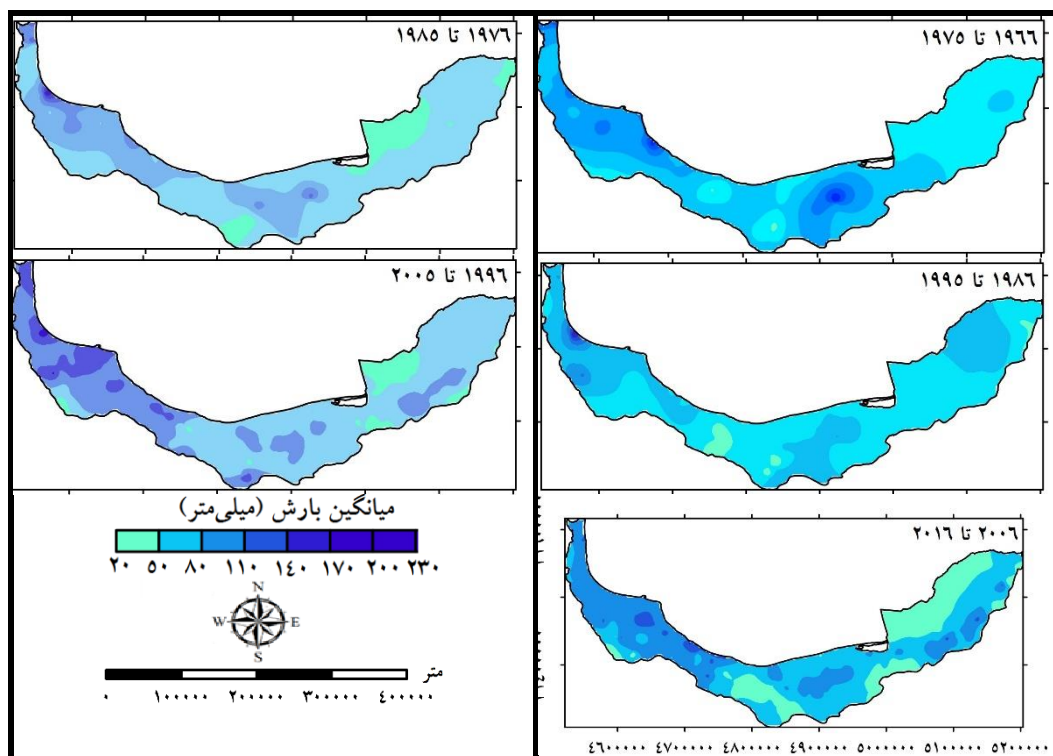 ۱۹۶۶ تا ۱۹۷۵
۱۹۷۶ تا ۱۹۸۵
۱۹۸۶ تا ۱۹۹۵
۱۹۹۶ تا ۲۰۰۵
۲۰۰۶ تا ۲۰۱۶
میانگین بارش (میلی‌متر)
۲۰ ۵۰ ۸۰ ۱۱۰ ۱۴۰ ۱۷۰ ۲۰۰ ۲۳۰
N
W E
S
متر
۰ ۱۰۰۰۰۰ ۲۰۰۰۰۰ ۳۰۰۰۰۰ ۴۰۰۰۰۰
۴۶۰۰۰۰۰ ۴۷۰۰۰۰۰ ۴۸۰۰۰۰۰ ۴۹۰۰۰۰۰ ۵۰۰۰۰۰۰ ۵۱۰۰۰۰۰ ۵۲۰۰۰۰۰